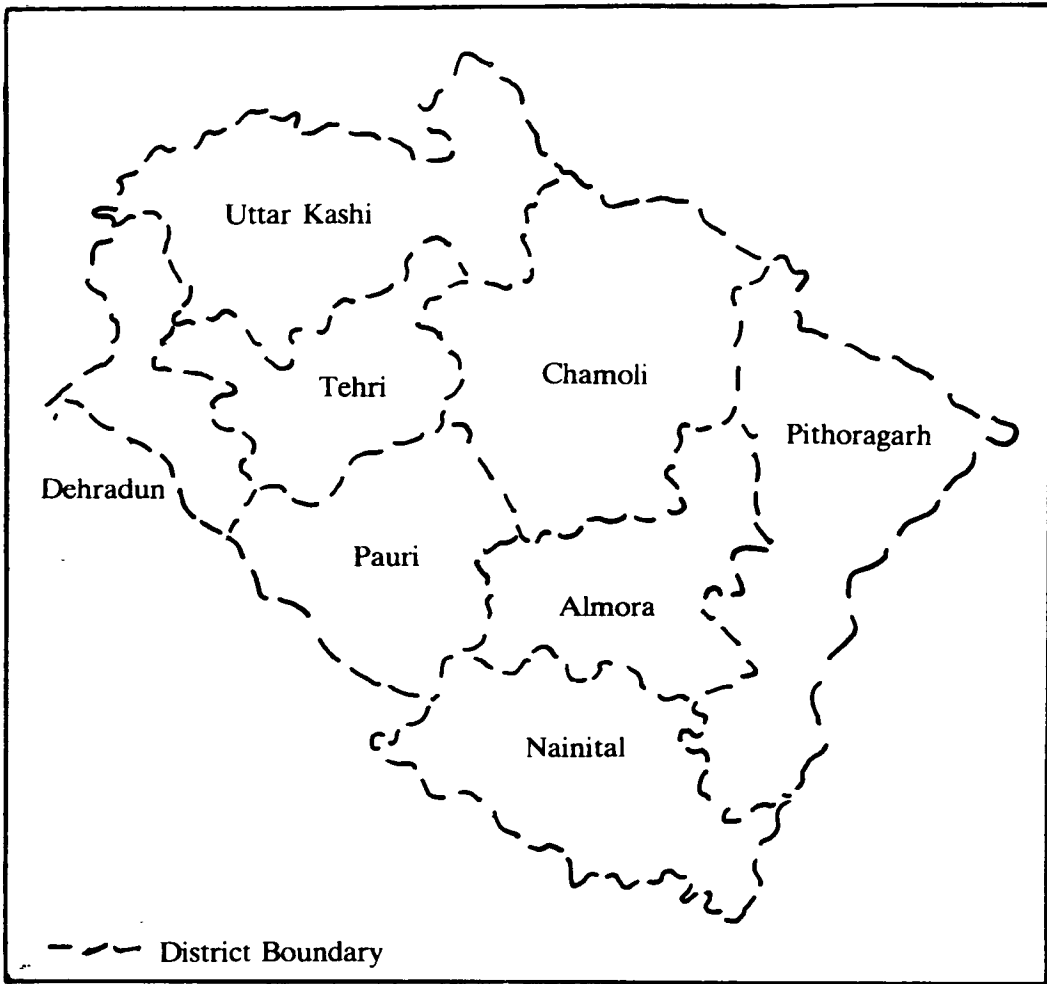 Uttar Kashi
Tehri
Chamoli
Pithoragarh
Dehradun
Pauri
Almora
Nainital
District Boundary